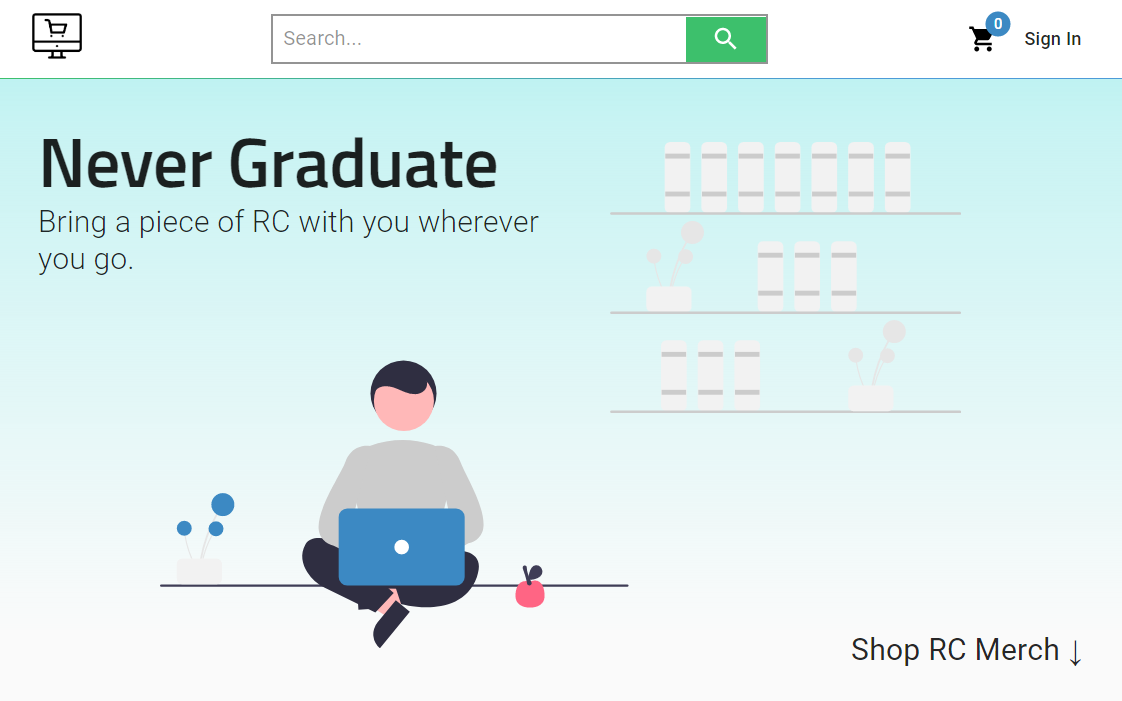 Search...
0
Sign In
Never Graduate
Bring a piece of RC with you wherever
you go.
Shop RC Merch ↓